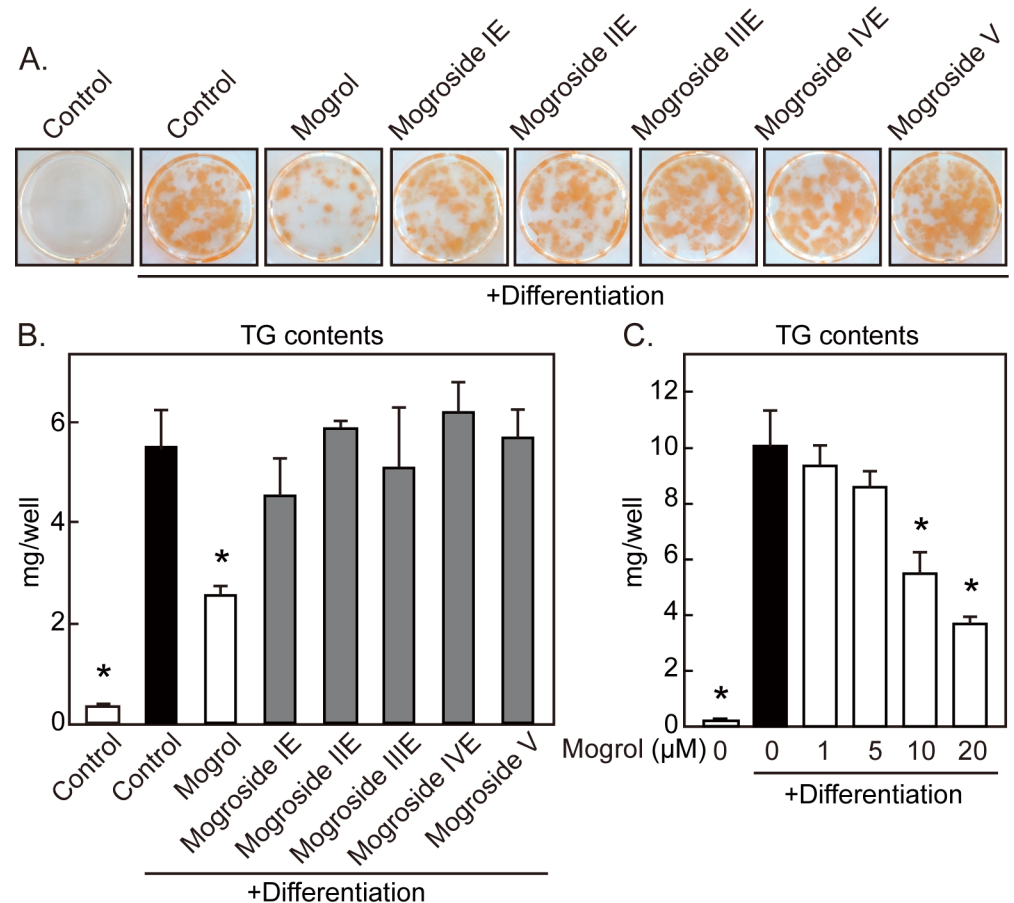 A.
Control
Control
Mogrol
Mogroside IE
Mogroside IIE
Mogroside IIIE
Mogroside IVE
Mogroside V
+Differentiation
B.
TG contents
mg/well
6
4
2
0
*
*
Control
Control
Mogrol
Mogroside IE
Mogroside IIE
Mogroside IIIE
Mogroside IVE
Mogroside V
+Differentiation
C.
TG contents
mg/well
12
10
8
6
4
2
0
*
*
*
Mogrol (µM) 0 0 1 5 10 20
+Differentiation